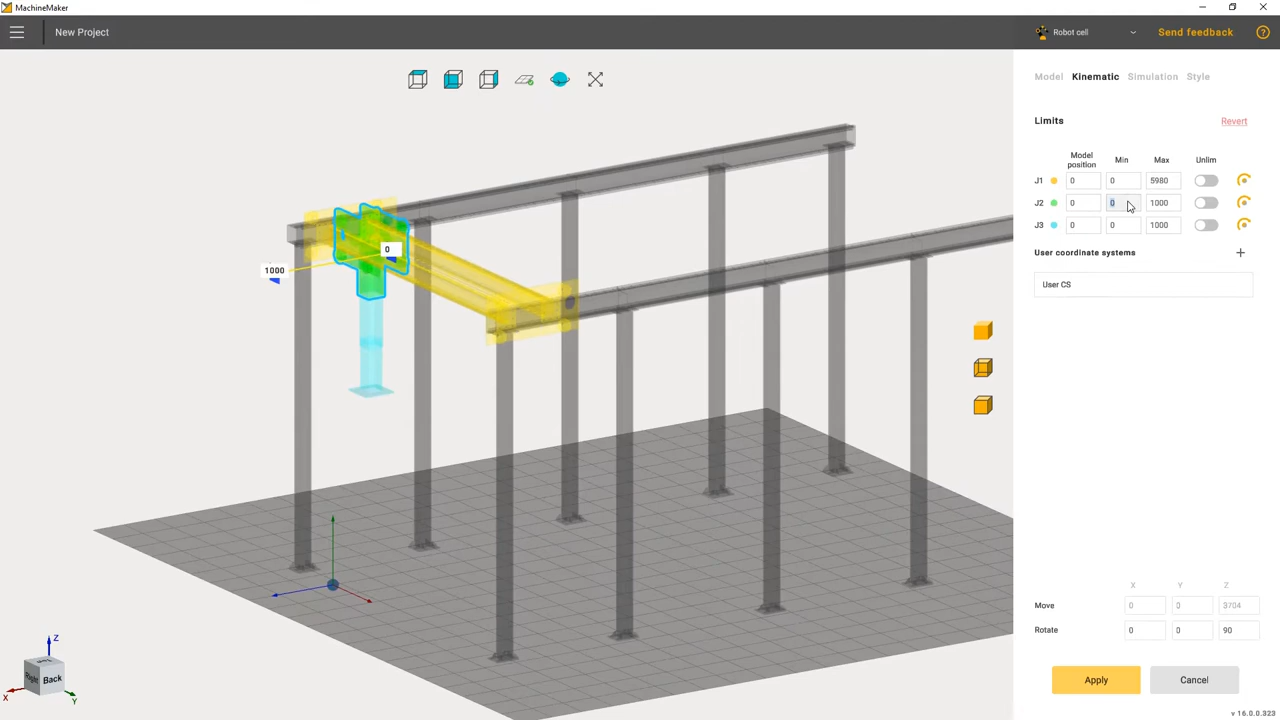 MachineMaker
New Project
Robot cell
Send feedback
?
Model Kinematic Simulation Style
Limits Revert
Model position Min Max Unlim
J1 0 0 5980
J2 0 0 1000
J3 0 0 1000
User coordinate systems +
User CS
0
1000
X Y Z
Move 0 0 3704
Rotate 0 0 90
Apply Cancel
Z
Right Back
X Y
v 16.0.0.323